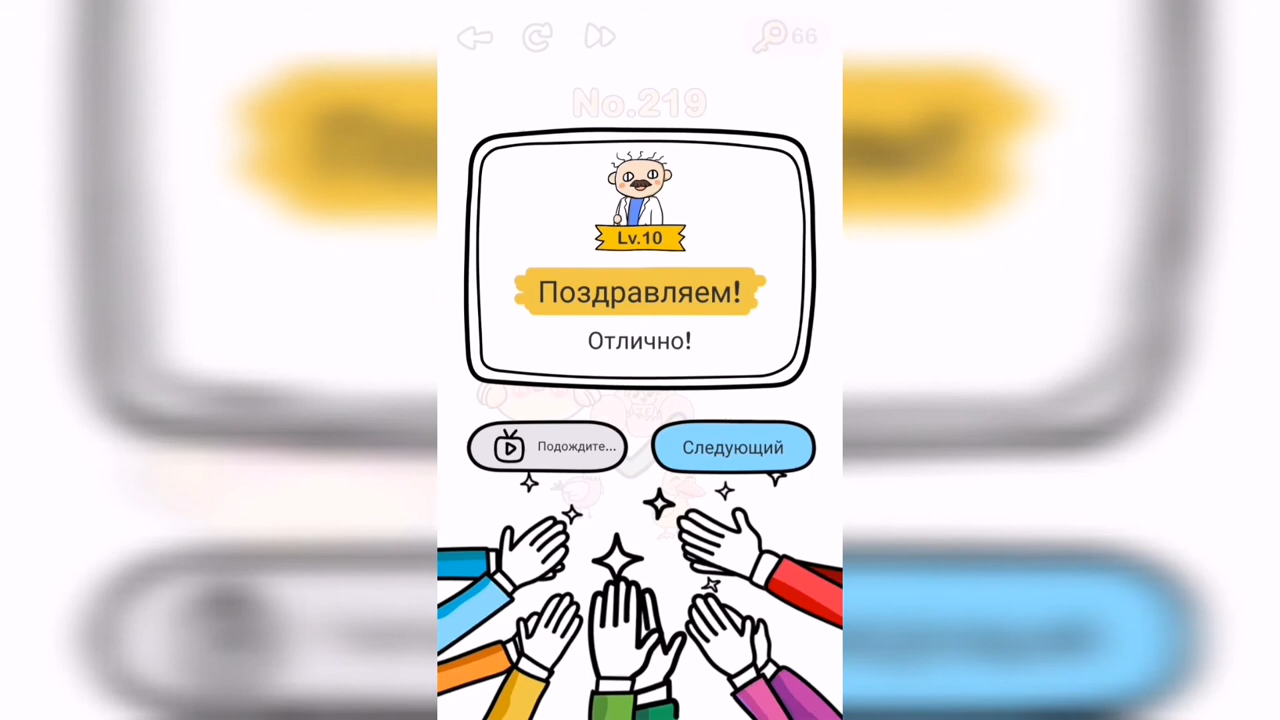 66
No.219
Lv.10
Поздравляем!
Отлично!
Подождите...
Следующий